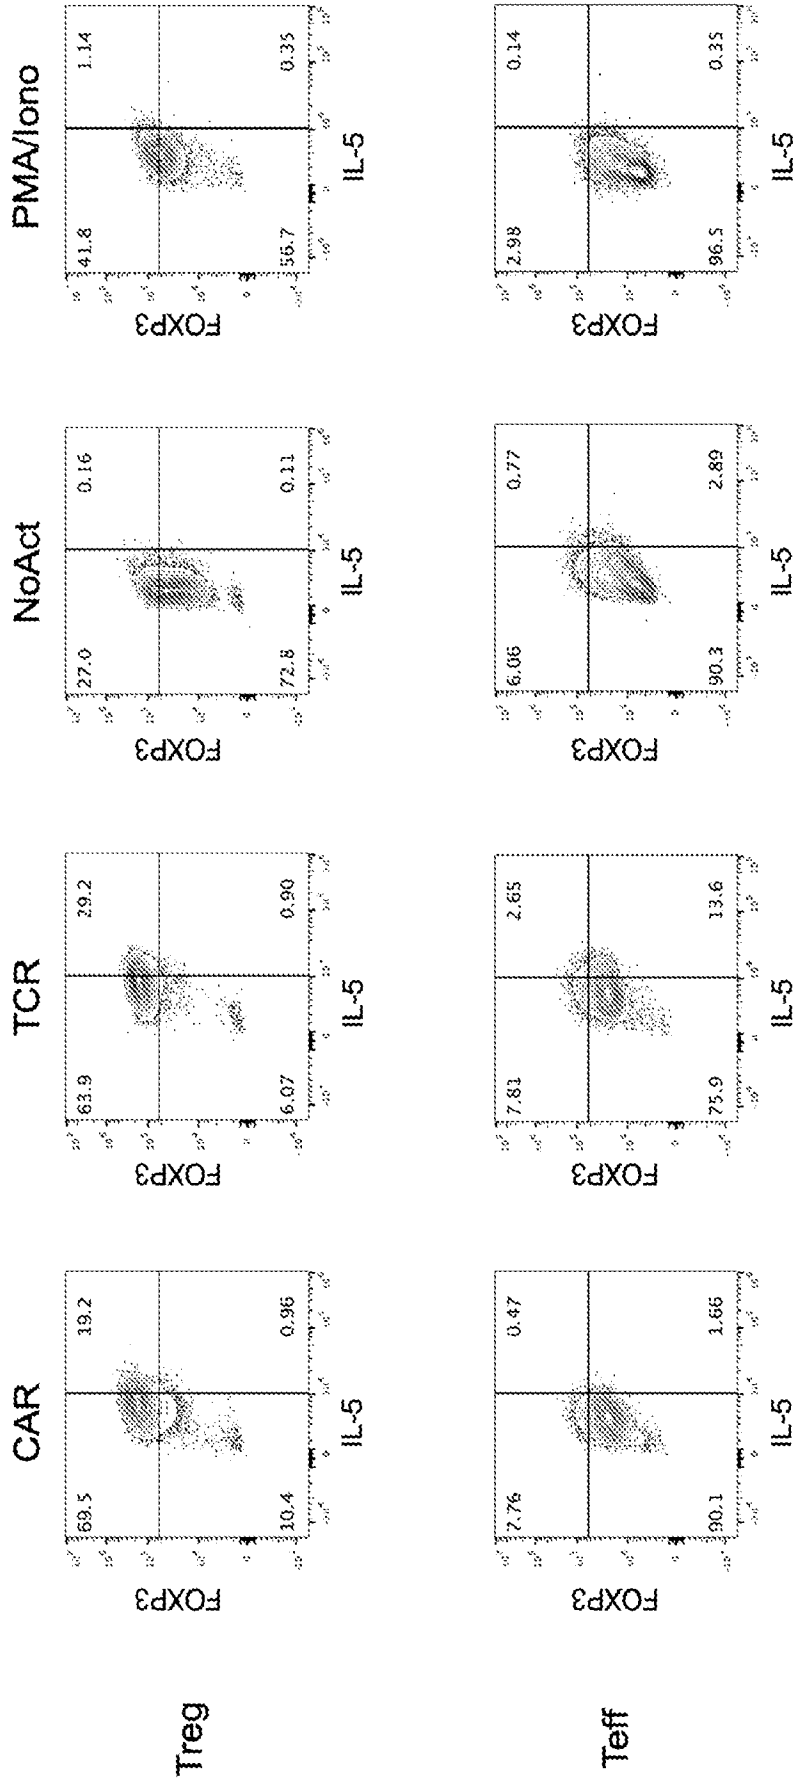 CAR TCR NoAct PMA/Iono
Treg
69.5 19.2
10.4 0.96
FOXP3
IL-5
63.9 29.2
6.07 0.90
FOXP3
IL-5
27.0 0.16
72.8 0.11
FOXP3
IL-5
41.8 1.14
56.7 0.35
FOXP3
IL-5
Teff
7.76 0.47
90.1 1.66
FOXP3
IL-5
7.81 2.65
75.9 13.6
FOXP3
IL-5
6.06 0.77
90.3 2.89
FOXP3
IL-5
2.98 0.14
96.5 0.35
FOXP3
IL-5